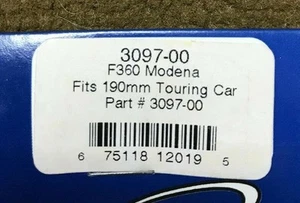 3097-00
F360 Modena
Fits 190mm Touring Car
Part # 3097-00
6 75118 12019 5